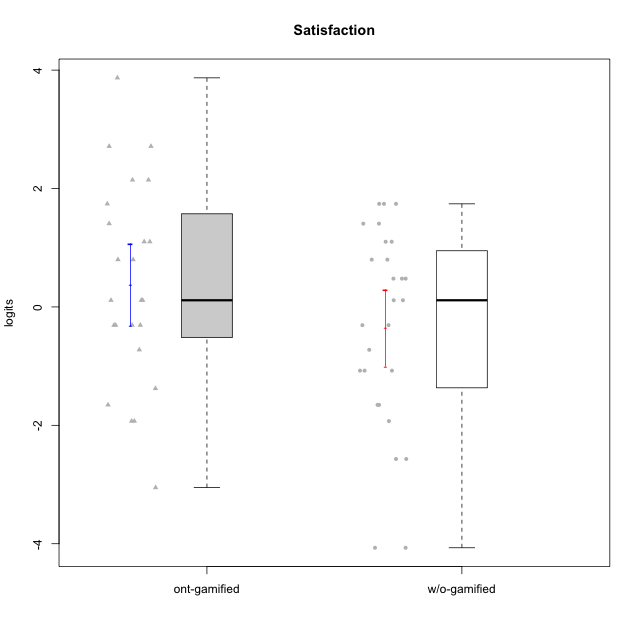 Satisfaction
logits
4
2
0
-2
-4
ont-gamified
w/o-gamified